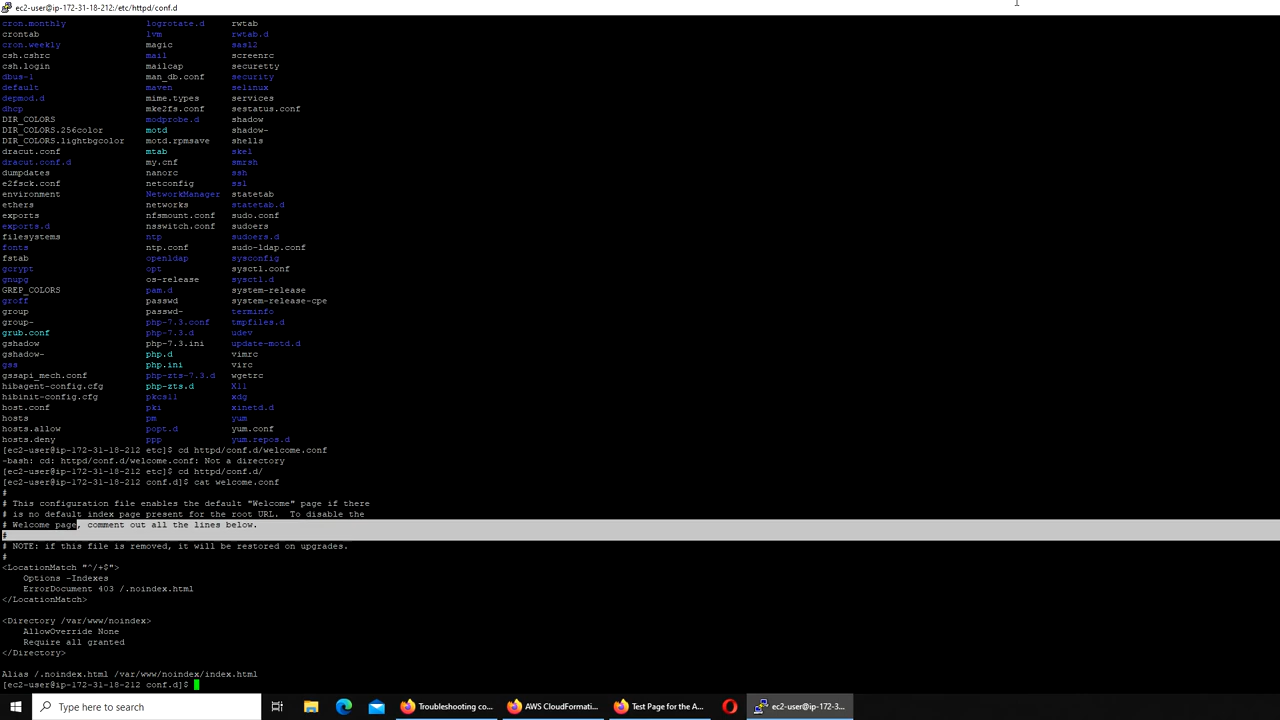 ec2-user@ip-172-31-18-212:/etc/httpd/conf.d
cron.monthly logrotate.d rwtab
crontab lvm rwtab.d
cron.weekly magic sasl2
csh.cshrc mail screenrc
csh.login mailcap securetty
dbus-1 man_db.conf security
default maven selinux
depmod.d mime.types services
dhcp mke2fs.conf sestatus.conf
DIR_COLORS modprobe.d shadow
DIR_COLORS.256color motd shadow-
DIR_COLORS.lightbgcolor motd.rpmsave shells
dracut.conf mtab skel
dracut.conf.d my.cnf smrsh
dumpdates nanorc ssh
e2fsck.conf netconfig ssl
environment NetworkManager statetab
ethers networks statetab.d
exports nfsmount.conf sudo.conf
exports.d nsswitch.conf sudoers
filesystems ntp sudoers.d
fonts ntp.conf sudo-ldap.conf
fstab openldap sysconfig
gcrypt opt sysctl.conf
gnupg os-release sysctl.d
GREP_COLORS pam.d system-release
groff passwd system-release-cpe
group passwd- terminfo
group- php-7.3.conf tmpfiles.d
grub.conf php-7.3.d udev
gshadow php-7.3.ini update-motd.d
gshadow- php.d vimrc
gss php.ini virc
gssapi_mech.conf php-zts-7.3.d wgetrc
hibagent-config.cfg php-zts.d X11
hibinit-config.cfg pkcs11 xdg
host.conf pki xinetd.d
hosts pm yum
hosts.allow popt.d yum.conf
hosts.deny ppp yum.repos.d
[ec2-user@ip-172-31-18-212 etc]$ cd httpd/conf.d/welcome.conf
-bash: cd: httpd/conf.d/welcome.conf: Not a directory
[ec2-user@ip-172-31-18-212 etc]$ cd httpd/conf.d/
[ec2-user@ip-172-31-18-212 conf.d]$ cat welcome.conf
#
# This configuration file enables the default "Welcome" page if there
# is no default index page present for the root URL. To disable the
# Welcome page, comment out all the lines below.
#
# NOTE: if this file is removed, it will be restored on upgrades.
#
<LocationMatch "^/+$">
Options -Indexes
ErrorDocument 403 /.noindex.html
</LocationMatch>
<Directory /var/www/noindex>
AllowOverride None
Require all granted
</Directory>
Alias /.noindex.html /var/www/noindex/index.html
[ec2-user@ip-172-31-18-212 conf.d]$
Type here to search
Troubleshooting co...
AWS CloudFormati...
Test Page for the A...
ec2-user@ip-172-3...